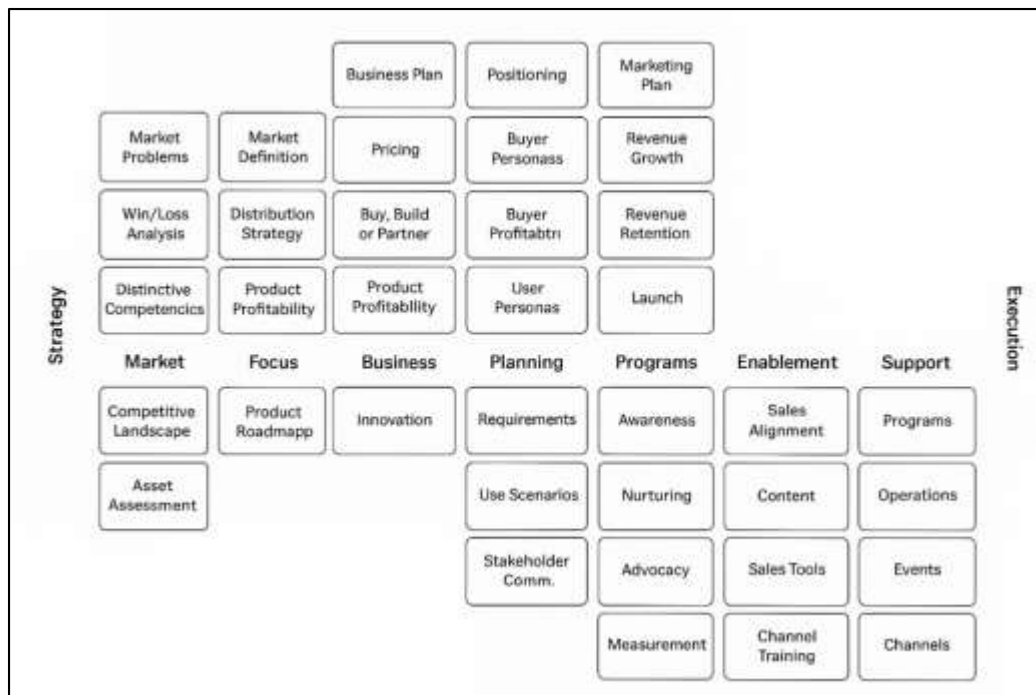 Business Plan
Positioning
Marketing
Plan
Market
Problems
Market
Definition
Pricing
Buyer
Personass
Revenue
Growth
Win/Loss
Analysis
Distribution
Strategy
Buy, Build
or Partner
Buyer
Profitabtrı
Revenue
Retention
Distinctive
Competencics
Product
Profitability
Product
Profitability
User
Personas
Launch
Strategy
Execution
Market
Focus
Business
Planning
Programs
Enablement
Support
Competitive
Landscape
Product
Roadmapp
Innovation
Requirements
Awareness
Sales
Alignment
Programs
Asset
Assessment
Use Scenarios
Nurturing
Content
Operations
Stakeholder
Comm.
Advocacy
Sales Tools
Events
Measurement
Channel
Training
Channels